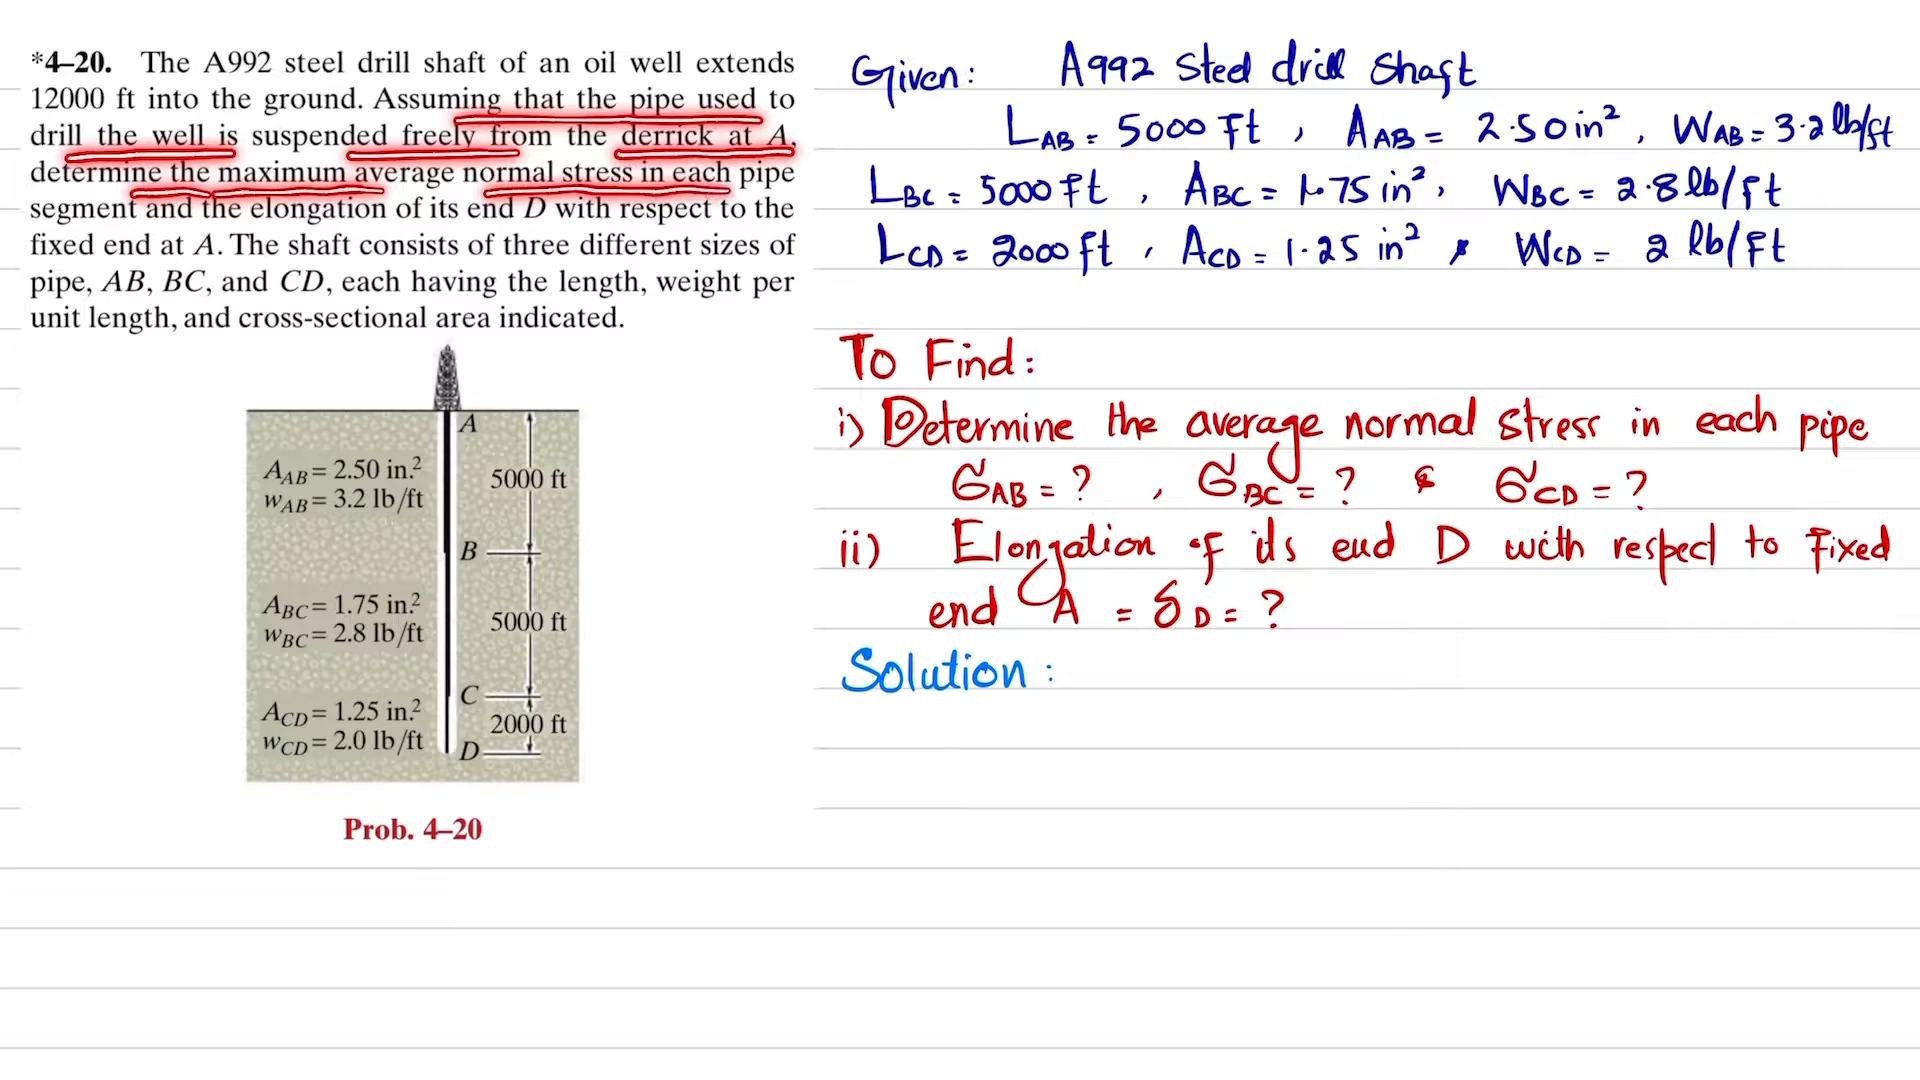 *4–20. The A992 steel drill shaft of an oil well extends
12000 ft into the ground. Assuming that the pipe used to
drill the well is suspended freely from the derrick at A,
determine the maximum average normal stress in each pipe
segment and the elongation of its end D with respect to the
fixed end at A. The shaft consists of three different sizes of
pipe, AB, BC, and CD, each having the length, weight per
unit length, and cross-sectional area indicated.
A
A_AB = 2.50 in.²
w_AB = 3.2 lb/ft
5000 ft
B
A_BC = 1.75 in.²
w_BC = 2.8 lb/ft
5000 ft
C
A_CD = 1.25 in.²
w_CD = 2.0 lb/ft
2000 ft
D
Prob. 4–20
Given: A992 Steel drill Shaft
L_AB = 5000 Ft , A_AB = 2.50 in² , W_AB = 3.2 lb/ft
L_BC = 5000 ft , A_BC = 1.75 in² , W_BC = 2.8 lb/ft
L_CD = 2000 ft , A_CD = 1.25 in² , W_CD = 2 lb/ft
To Find:
i) Determine the average normal stress in each pipe
σ_AB = ? , σ_BC = ? & σ_CD = ?
ii) Elongation of its end D with respect to Fixed
end A = δ_D = ?
Solution :